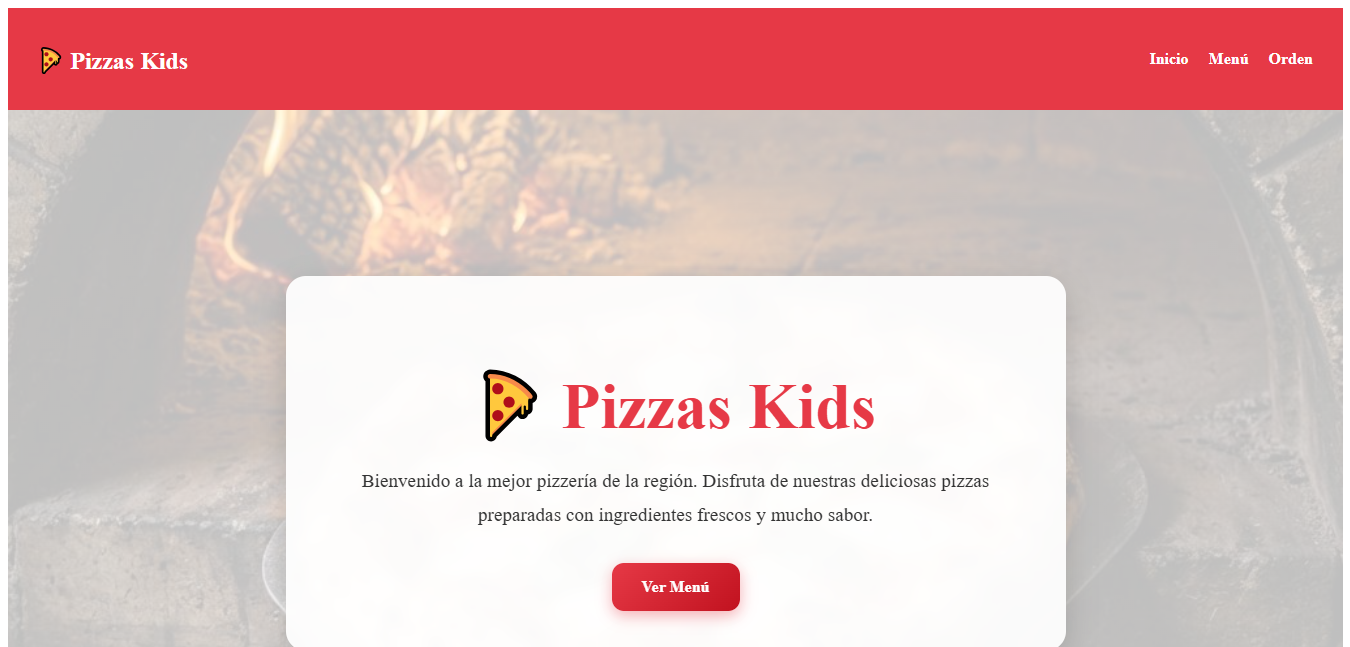 Pizzas Kids
Inicio Menú Orden
Pizzas Kids
Bienvenido a la mejor pizzería de la región. Disfruta de nuestras deliciosas pizzas
preparadas con ingredientes frescos y mucho sabor.
Ver Menú